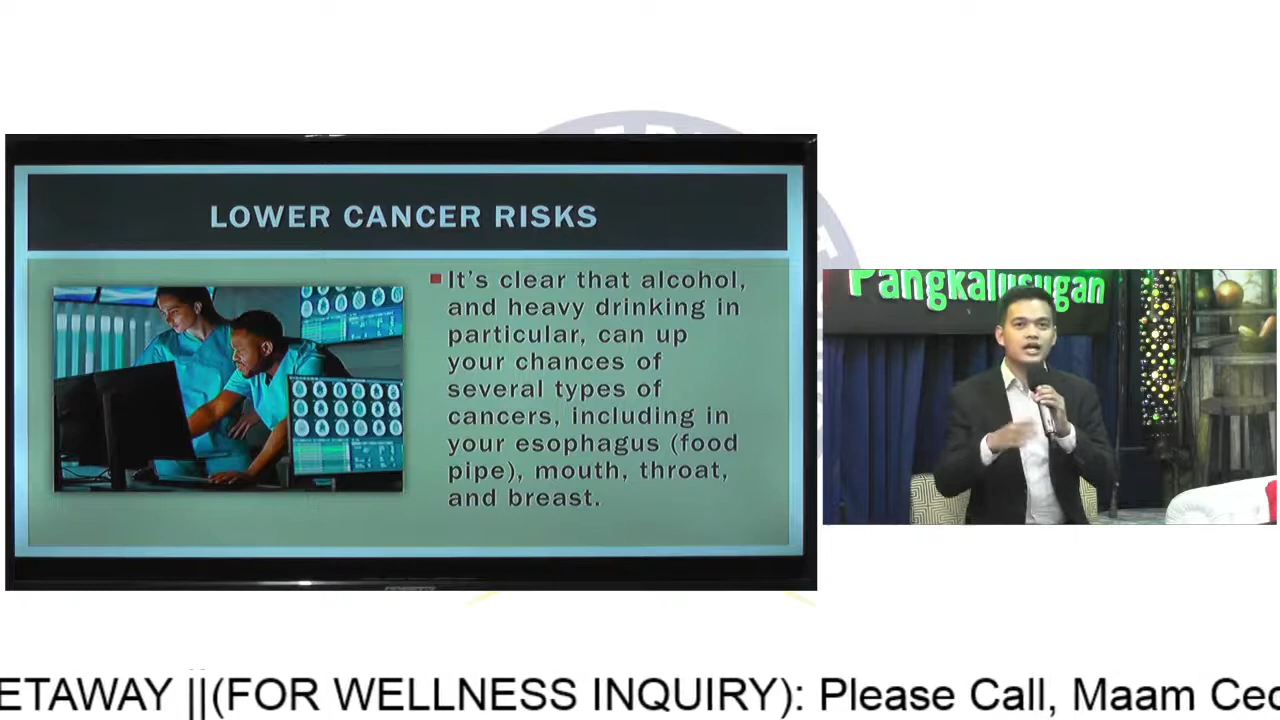 LOWER CANCER RISKS
It's clear that alcohol,
and heavy drinking in
particular, can up
your chances of
several types of
cancers, including in
your esophagus (food
pipe), mouth, throat,
and breast.
Pangkalusugan
ETAWAY ||(FOR WELLNESS INQUIRY): Please Call, Maam Cec